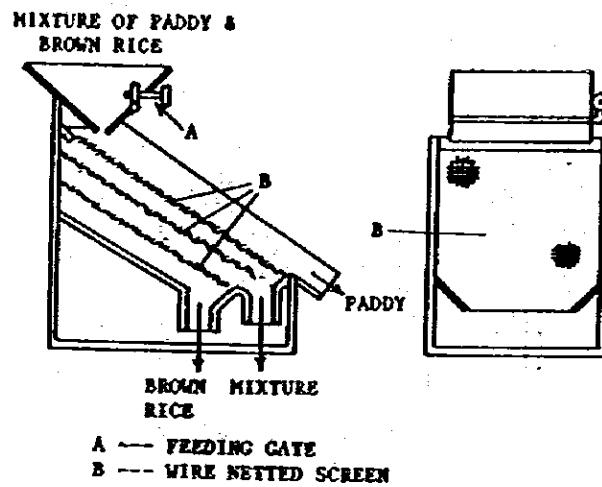 MIXTURE OF PADDY &
BROWN RICE
A
B
B
PADDY
BROWN RICE
MIXTURE
A --- FEEDING GATE
B --- WIRE NETTED SCREEN